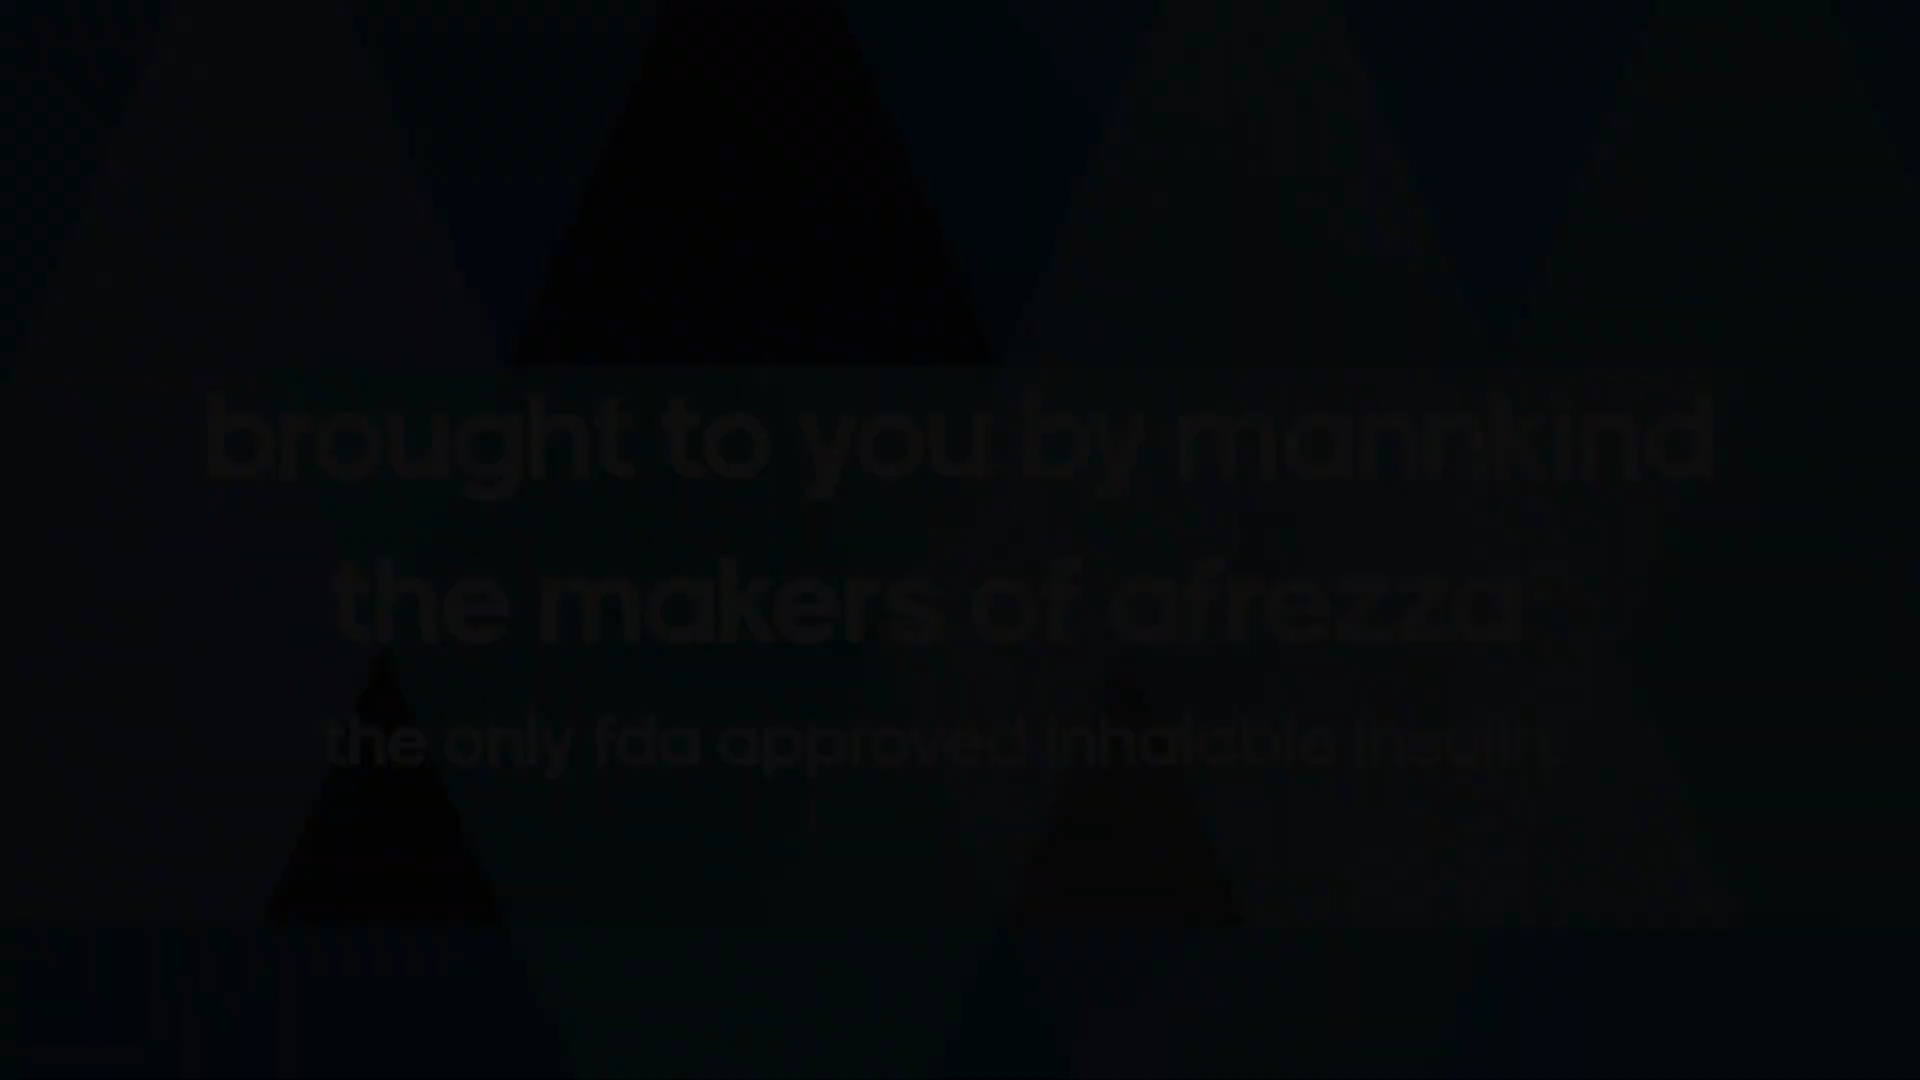 brought to you by mannkind
the makers of afrezza
the only fda approved inhalable insulin.